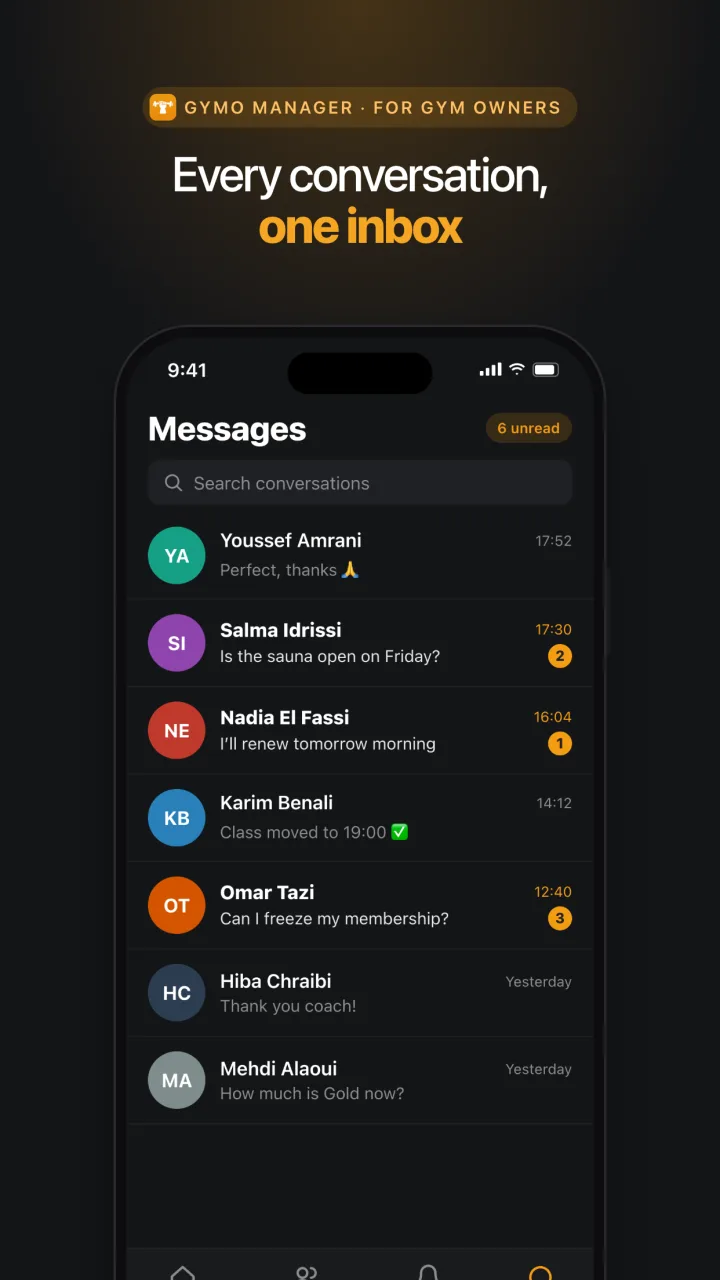 GYMO MANAGER · FOR GYM OWNERS
Every conversation,
one inbox
9:41
Messages
6 unread
Search conversations
YA
Youssef Amrani
17:52
Perfect, thanks 🙏
SI
Salma Idrissi
17:30
Is the sauna open on Friday?
2
NE
Nadia El Fassi
16:04
I’ll renew tomorrow morning
1
KB
Karim Benali
14:12
Class moved to 19:00 ✅
OT
Omar Tazi
12:40
Can I freeze my membership?
3
HC
Hiba Chraibi
Yesterday
Thank you coach!
MA
Mehdi Alaoui
Yesterday
How much is Gold now?